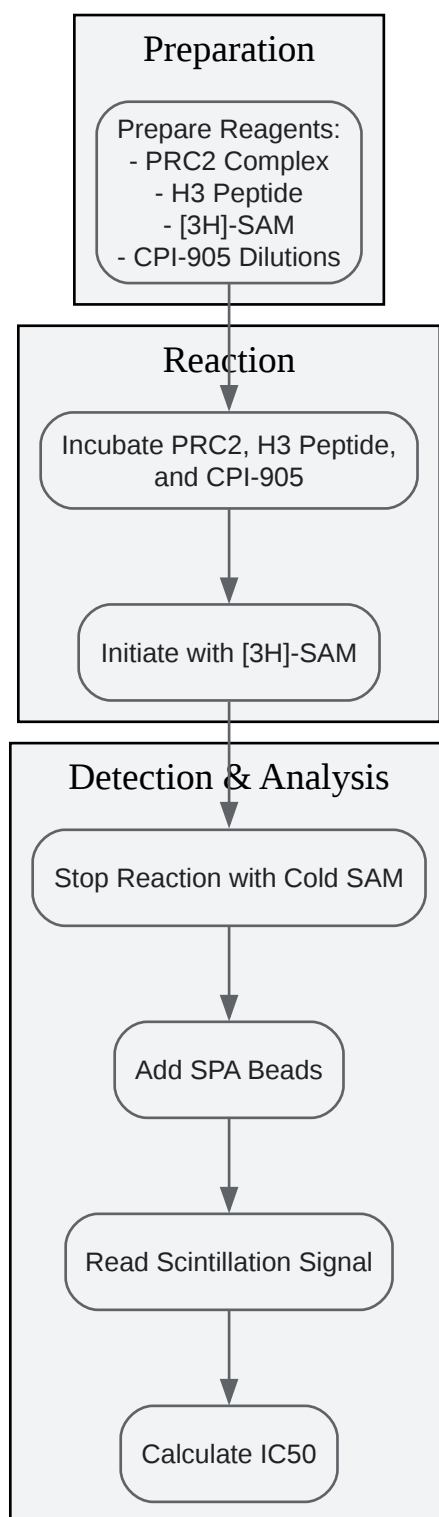 Preparation
Prepare Reagents:
- PRC2 Complex
- H3 Peptide
- [3H]-SAM
- CPI-905 Dilutions
Reaction
Incubate PRC2, H3 Peptide,
and CPI-905
Initiate with [3H]-SAM
Detection & Analysis
Stop Reaction with Cold SAM
Add SPA Beads
Read Scintillation Signal
Calculate IC50